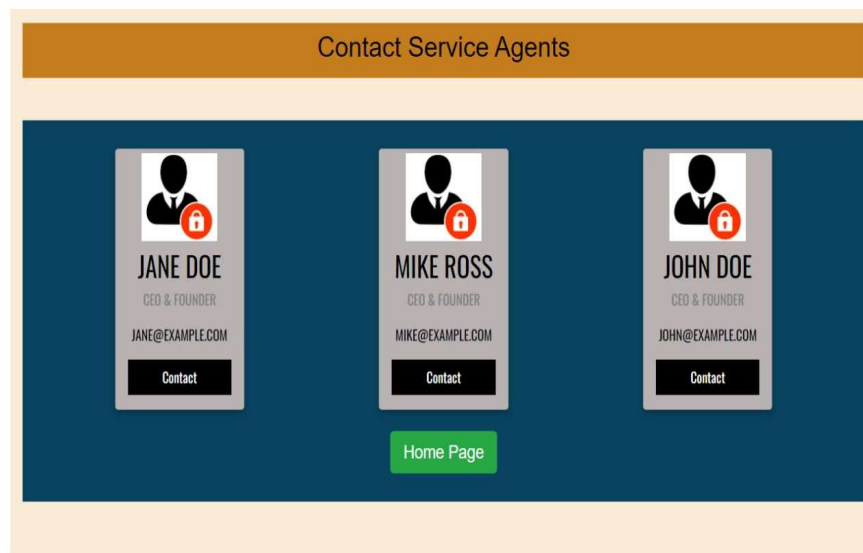 Contact Service Agents
JANE DOE
CEO & FOUNDER
JANE@EXAMPLE.COM
Contact
MIKE ROSS
CEO & FOUNDER
MIKE@EXAMPLE.COM
Contact
JOHN DOE
CEO & FOUNDER
JOHN@EXAMPLE.COM
Contact
Home Page